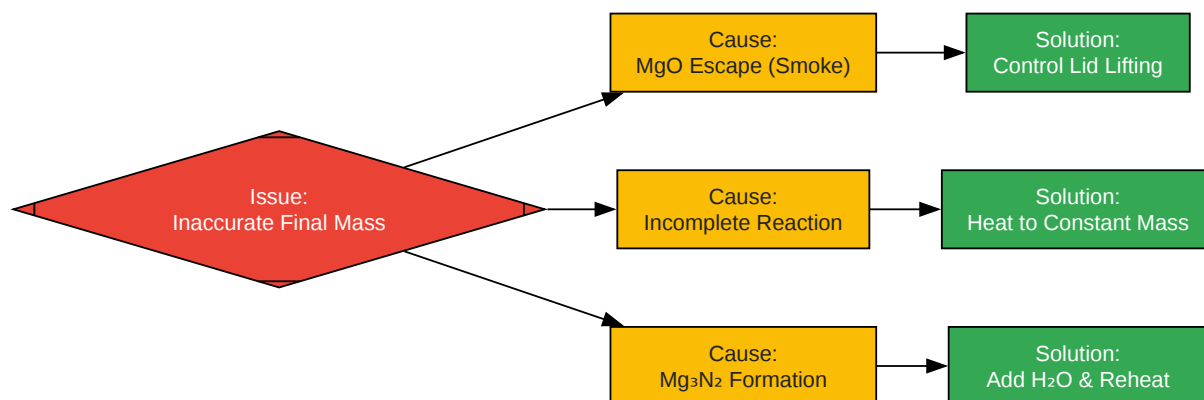 Cause:
MgO Escape (Smoke)
Solution:
Control Lid Lifting
Issue:
Inaccurate Final Mass
Cause:
Incomplete Reaction
Solution:
Heat to Constant Mass
Cause:
Mg₃N₂ Formation
Solution:
Add H₂O & Reheat